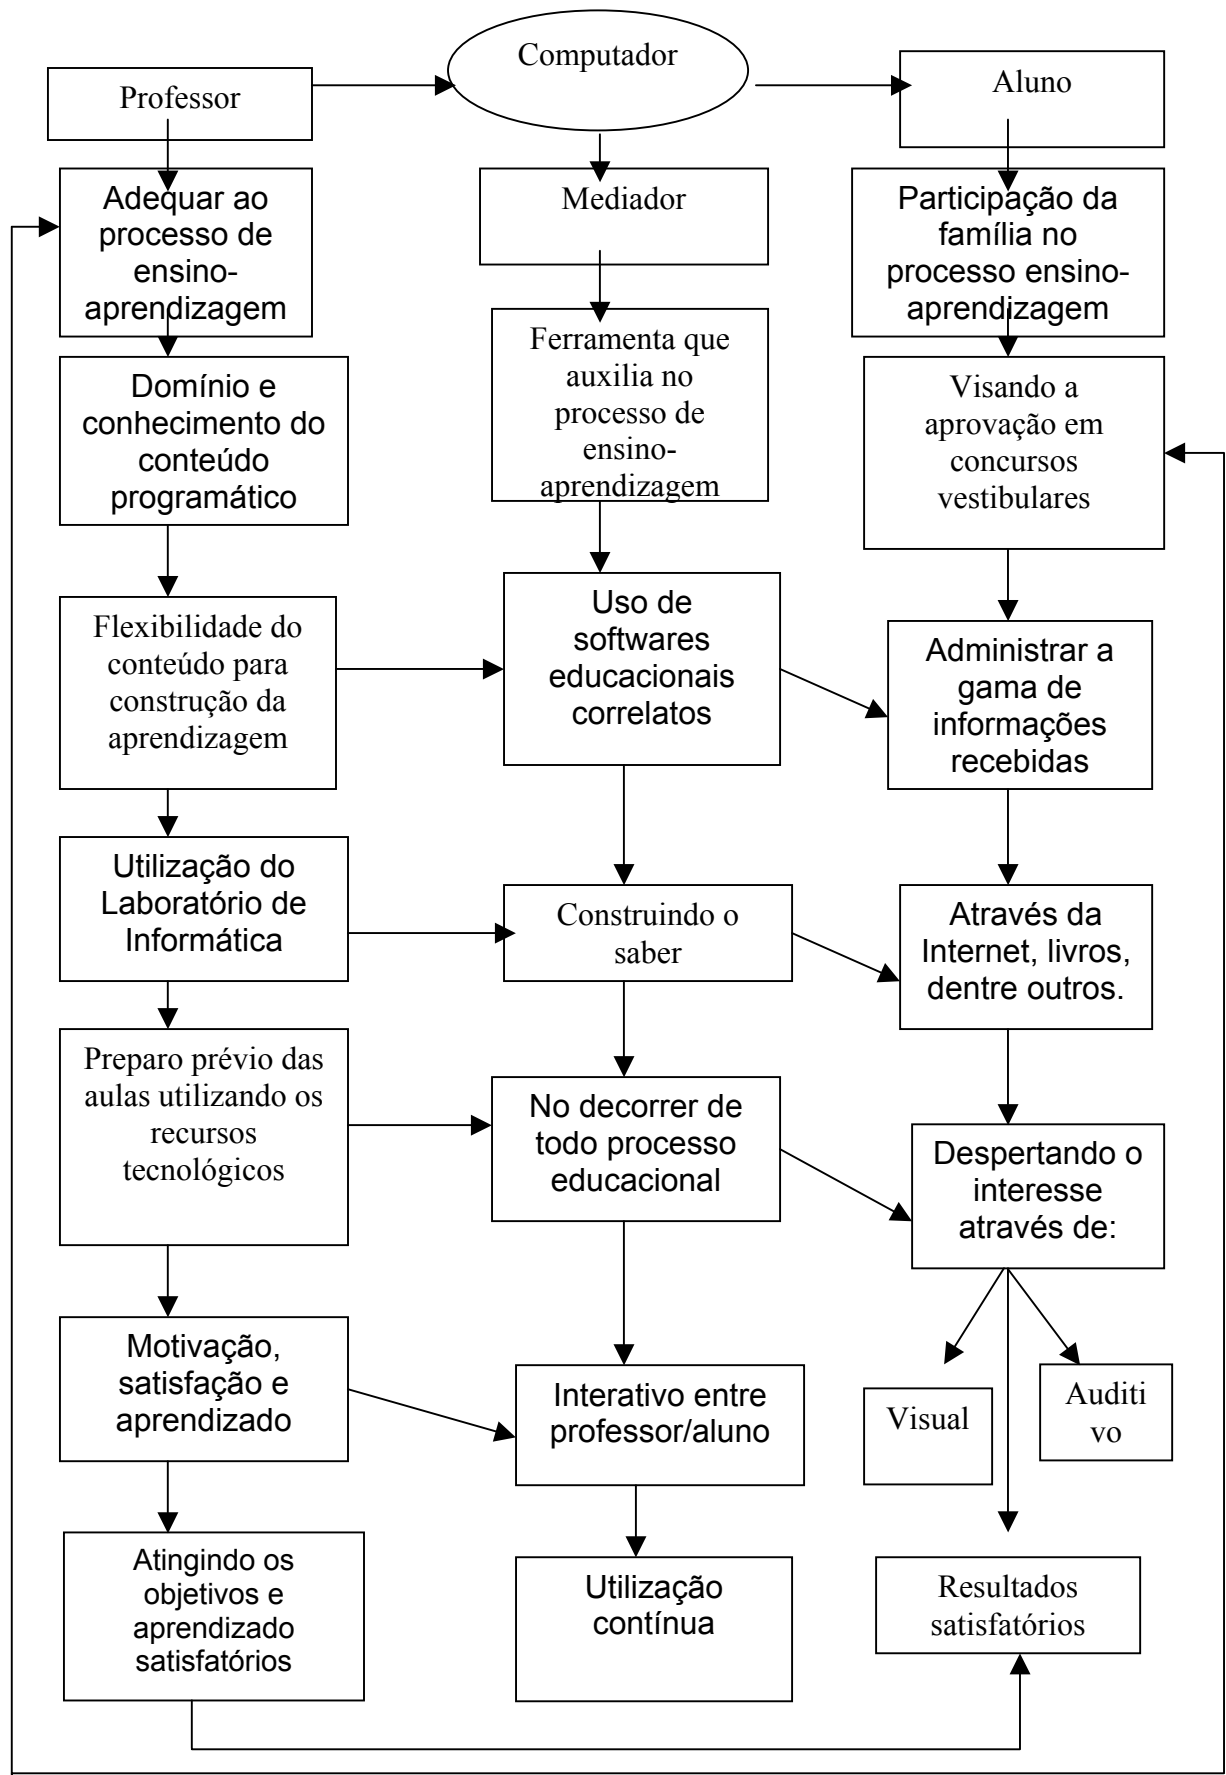 Computador
Professor
Aluno
Adequar ao
processo de
ensino-
aprendizagem
Mediador
Participação da
família no
processo ensino-
aprendizagem
Ferramenta que
auxilia no
processo de
ensino-
aprendizagem
Domínio e
conhecimento do
conteúdo
programático
Visando a
aprovação em
concursos
vestibulares
Flexibilidade do
conteúdo para
construção da
aprendizagem
Uso de
softwares
educacionais
correlatos
Administrar a
gama de
informações
recebidas
Utilização do
Laboratório de
Informática
Construindo o
saber
Através da
Internet, livros,
dentre outros.
Preparo prévio das
aulas utilizando os
recursos
tecnológicos
No decorrer de
todo processo
educacional
Despertando o
interesse
através de:
Motivação,
satisfação e
aprendizado
Interativo entre
professor/aluno
Visual
Auditi
vo
Atingindo os
objetivos e
aprendizado
satisfatórios
Utilização
contínua
Resultados
satisfatórios